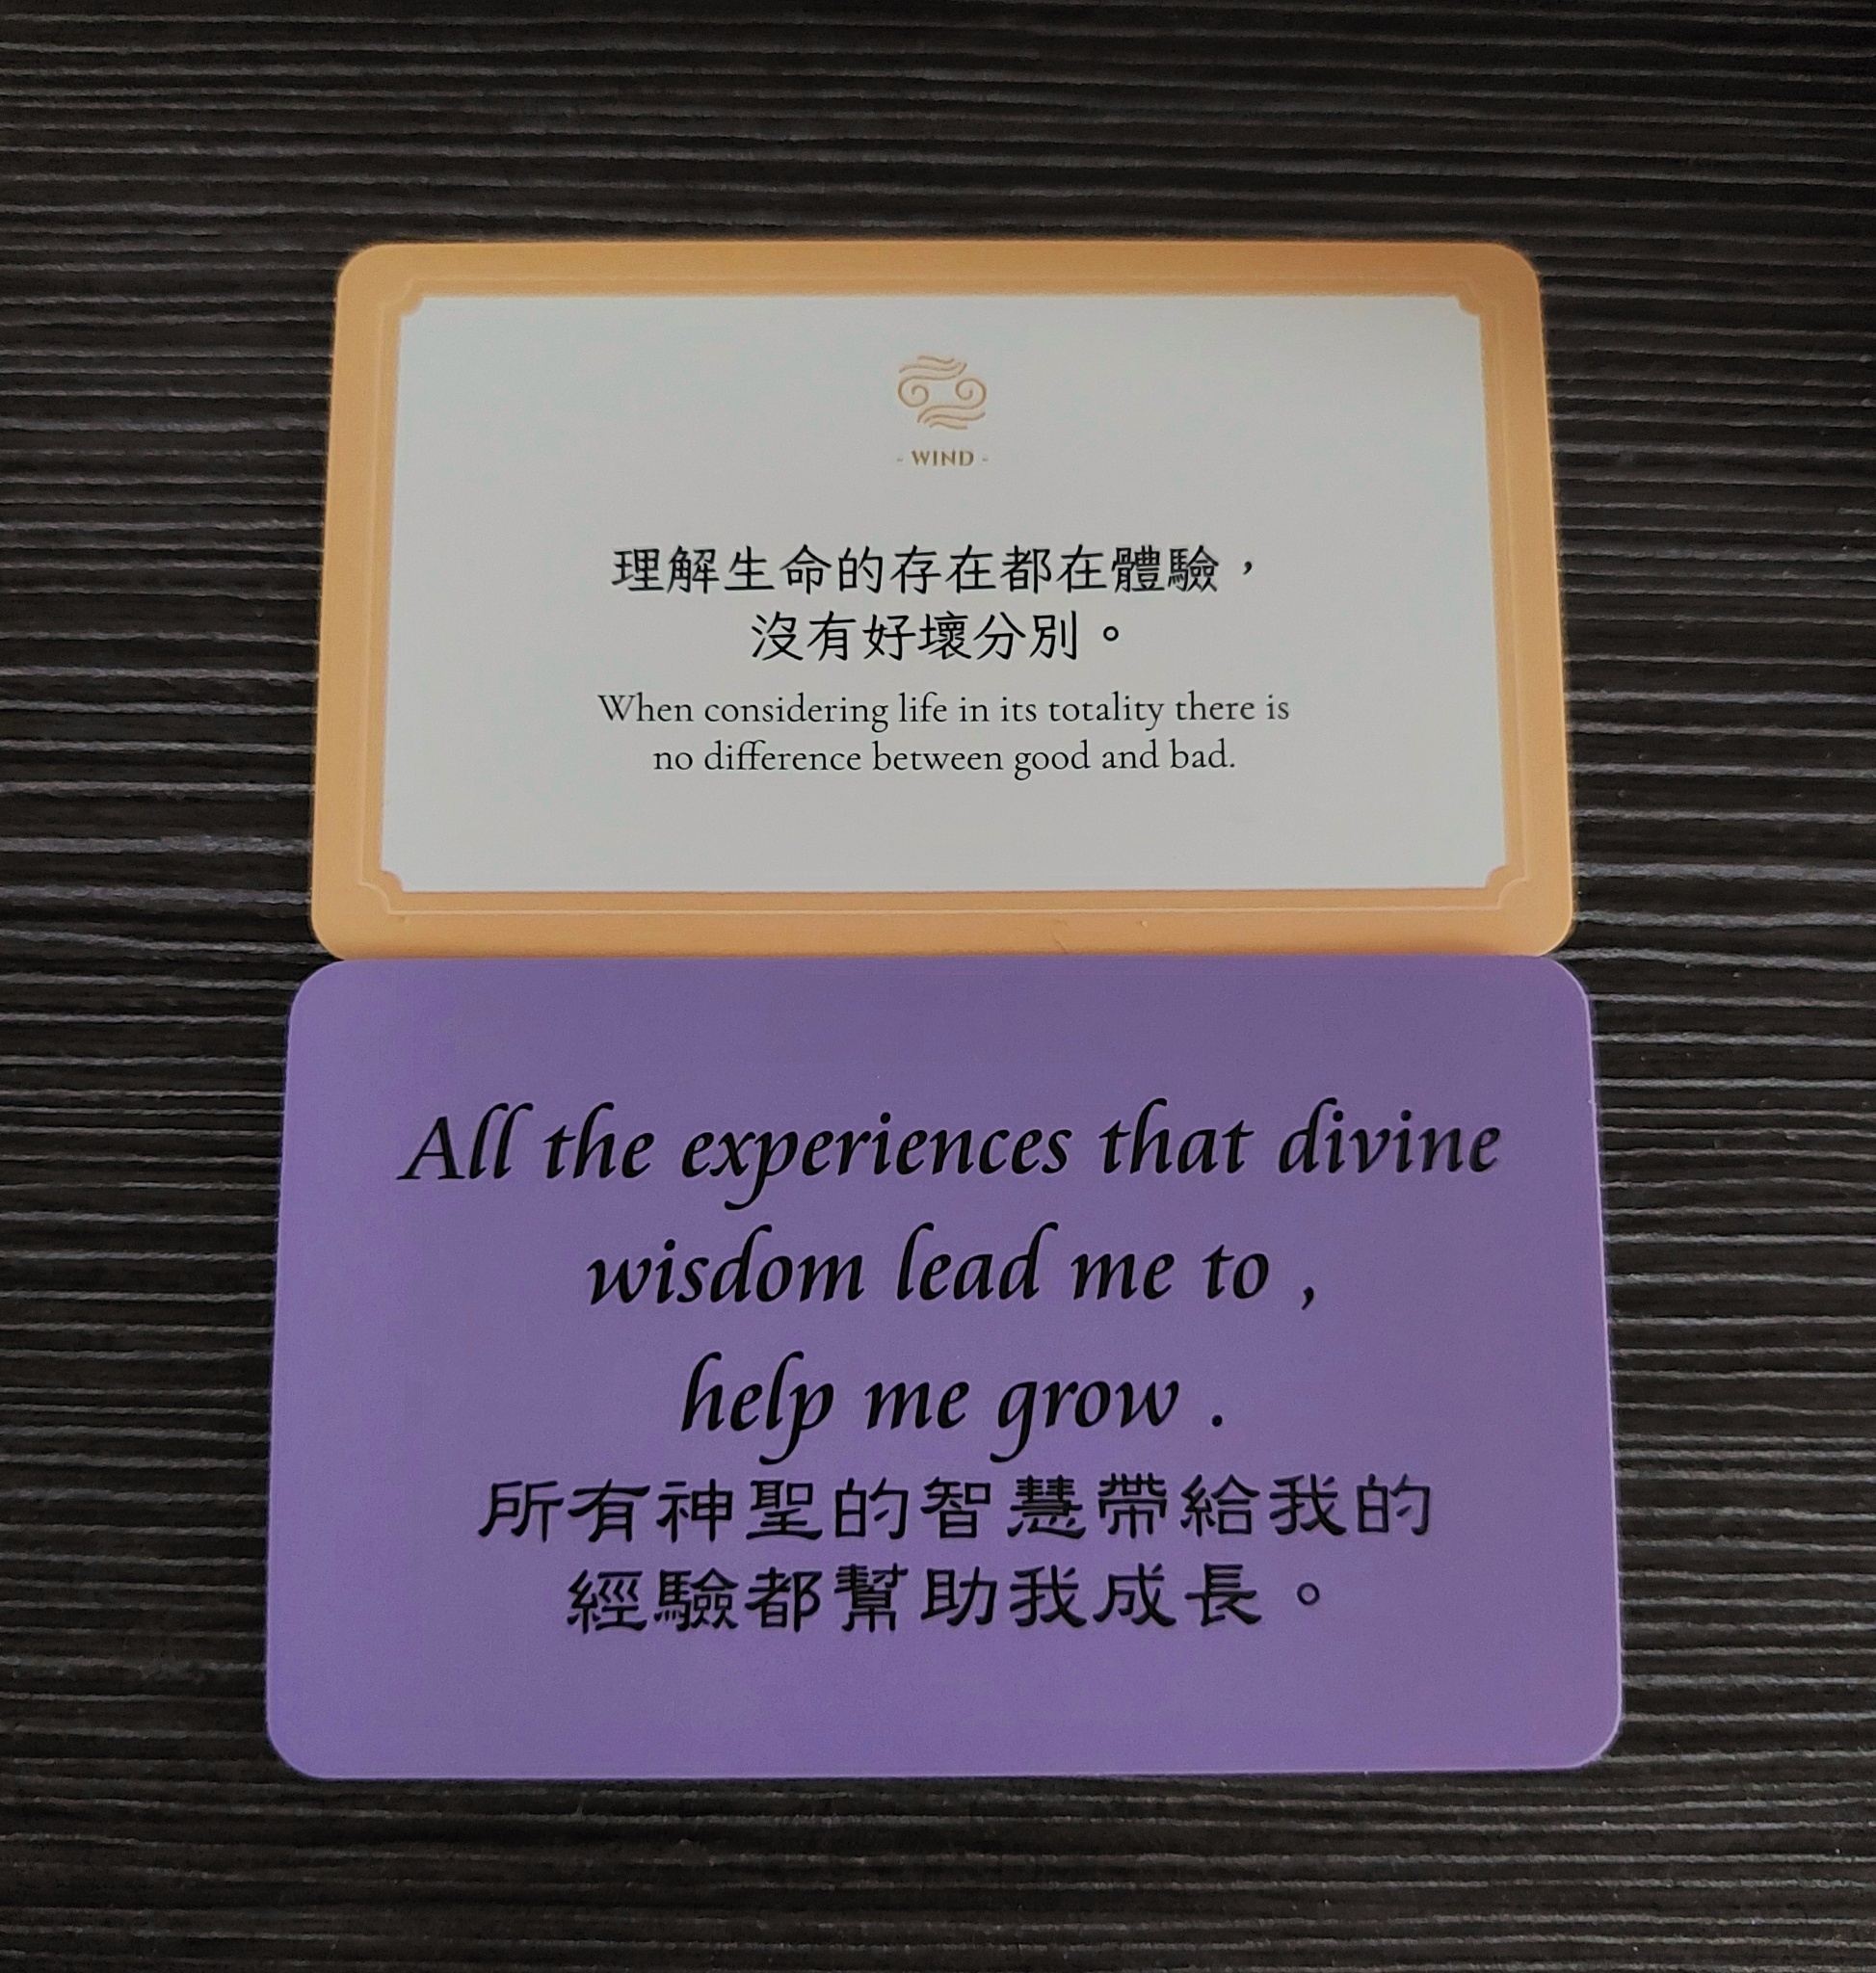 - WIND -
理解生命的存在都在體驗，
沒有好壞分別。
When considering life in its totality there is
no difference between good and bad.
All the experiences that divine
wisdom lead me to ,
help me grow .
所有神聖的智慧帶給我的
經驗都幫助我成長。